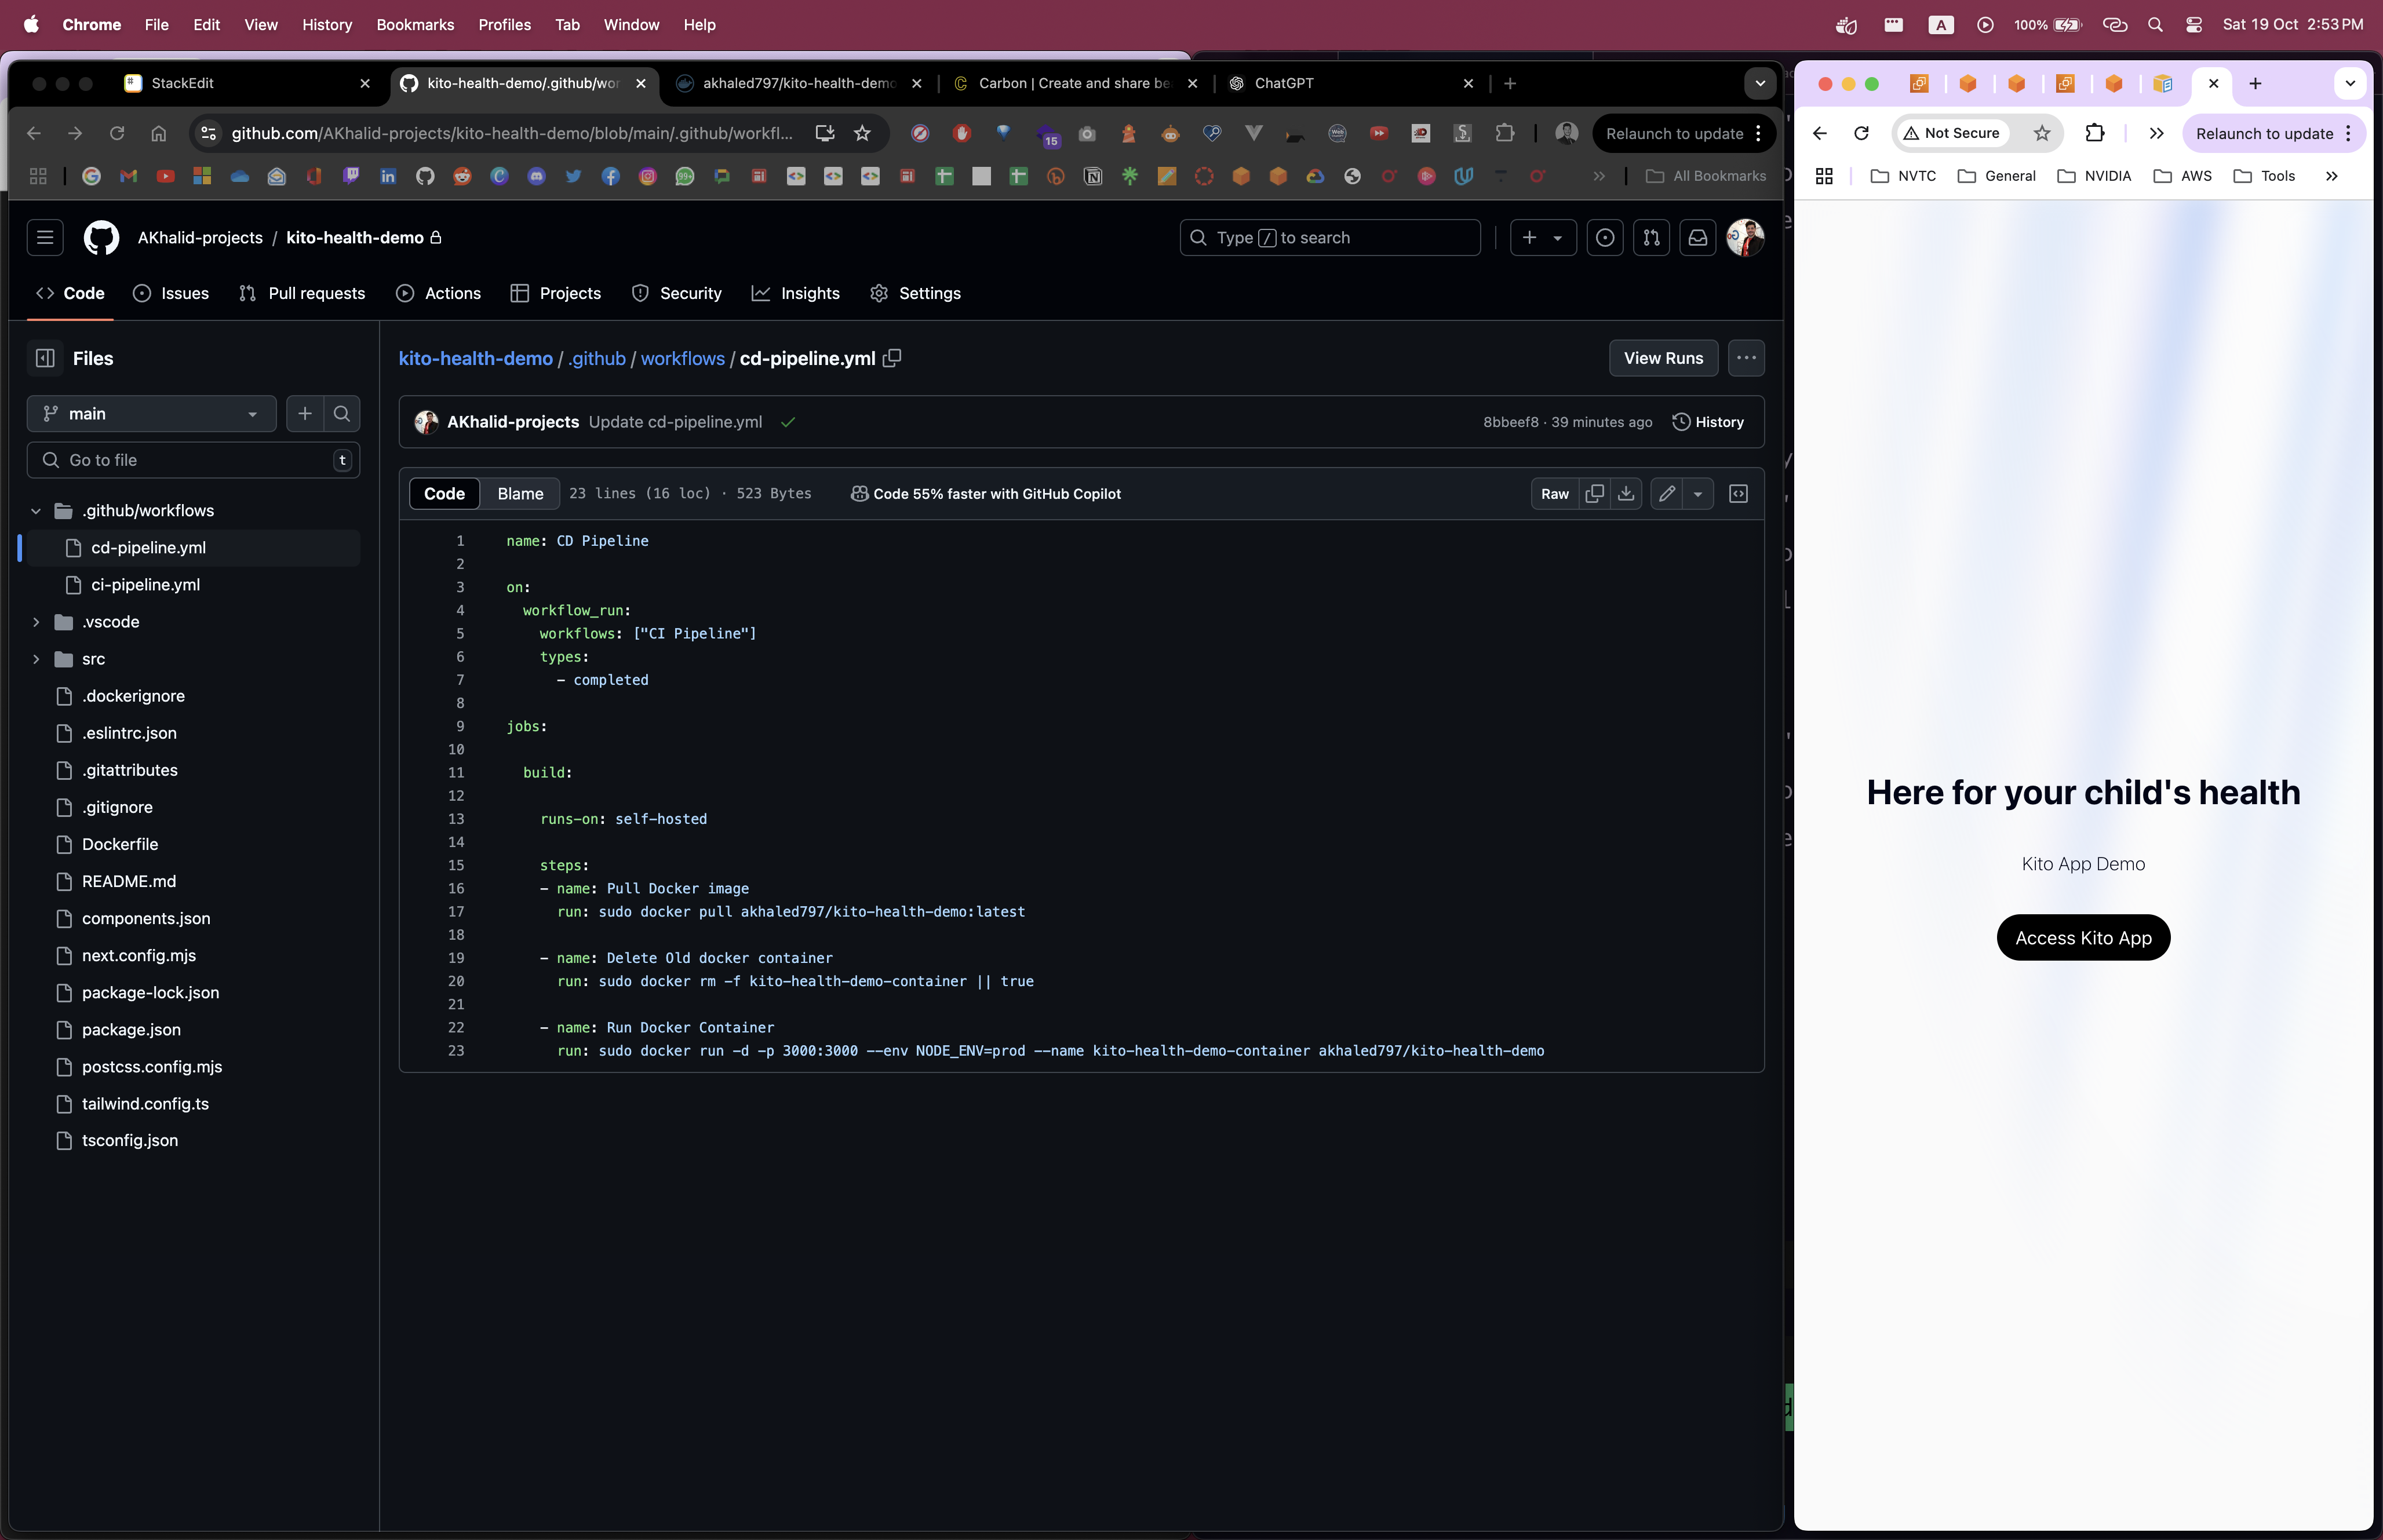 Chrome File Edit View History Bookmarks Profiles Tab Window Help
A 100% Sat 19 Oct 2:53 PM
StackEdit
kito-health-demo/.github/wor
akhaled797/kito-health-demo
Carbon | Create and share be
ChatGPT
github.com/AKhalid-projects/kito-health-demo/blob/main/.github/workfl...
15
Relaunch to update
99+
All Bookmarks
AKhalid-projects / kito-health-demo
Type / to search
Code
Issues
Pull requests
Actions
Projects
Security
Insights
Settings
Files
main
Go to file
t
.github/workflows
cd-pipeline.yml
ci-pipeline.yml
.vscode
src
.dockerignore
.eslintrc.json
.gitattributes
.gitignore
Dockerfile
README.md
components.json
next.config.mjs
package-lock.json
package.json
postcss.config.mjs
tailwind.config.ts
tsconfig.json
kito-health-demo / .github / workflows / cd-pipeline.yml
View Runs
AKhalid-projects Update cd-pipeline.yml
8bbeef8 · 39 minutes ago
History
Code Blame 23 lines (16 loc) · 523 Bytes
Code 55% faster with GitHub Copilot
Raw
1 name: CD Pipeline
2
3 on:
4 workflow_run:
5 workflows: ["CI Pipeline"]
6 types:
7 - completed
8
9 jobs:
10
11 build:
12
13 runs-on: self-hosted
14
15 steps:
16 - name: Pull Docker image
17 run: sudo docker pull akhaled797/kito-health-demo:latest
18
19 - name: Delete Old docker container
20 run: sudo docker rm -f kito-health-demo-container || true
21
22 - name: Run Docker Container
23 run: sudo docker run -d -p 3000:3000 --env NODE_ENV=prod --name kito-health-demo-container akhaled797/kito-health-demo
Not Secure
Relaunch to update
NVTC
General
NVIDIA
AWS
Tools
Here for your child's health
Kito App Demo
Access Kito App